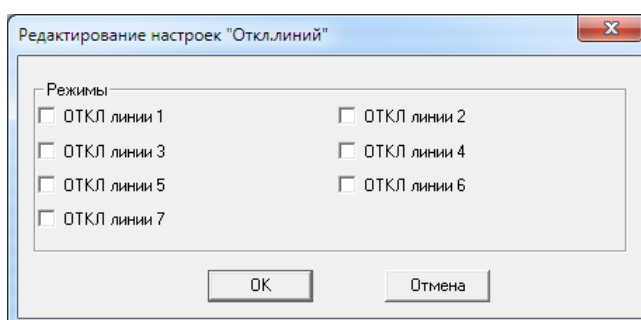 Редактирование настроек "Откл.линий"
Режимы
ОТКЛ линии 1
ОТКЛ линии 2
ОТКЛ линии 3
ОТКЛ линии 4
ОТКЛ линии 5
ОТКЛ линии 6
ОТКЛ линии 7
OK
Отмена